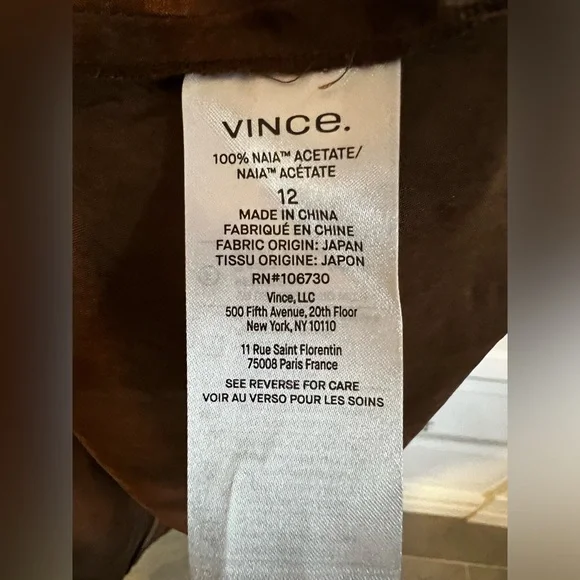 VINCE.
100% NAIA™ ACETATE/
NAIA™ ACÉTATE
12
MADE IN CHINA
FABRIQUÉ EN CHINE
FABRIC ORIGIN: JAPAN
TISSU ORIGINE: JAPON
RN#106730
Vince, LLC
500 Fifth Avenue, 20th Floor
New York, NY 10110
11 Rue Saint Florentin
75008 Paris France
SEE REVERSE FOR CARE
VOIR AU VERSO POUR LES SOINS